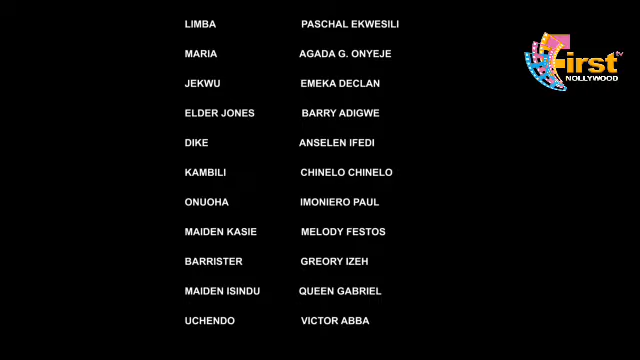 LIMBA PASCHAL EKWESILI
MARIA AGADA G. ONYEJE
JEKWU EMEKA DECLAN
ELDER JONES BARRY ADIGWE
DIKE ANSELEN IFEDI
KAMBILI CHINELO CHINELO
ONUOHA IMONIERO PAUL
MAIDEN KASIE MELODY FESTOS
BARRISTER GREORY IZEH
MAIDEN ISINDU QUEEN GABRIEL
UCHENDO VICTOR ABBA
First tv
NOLLYWOOD